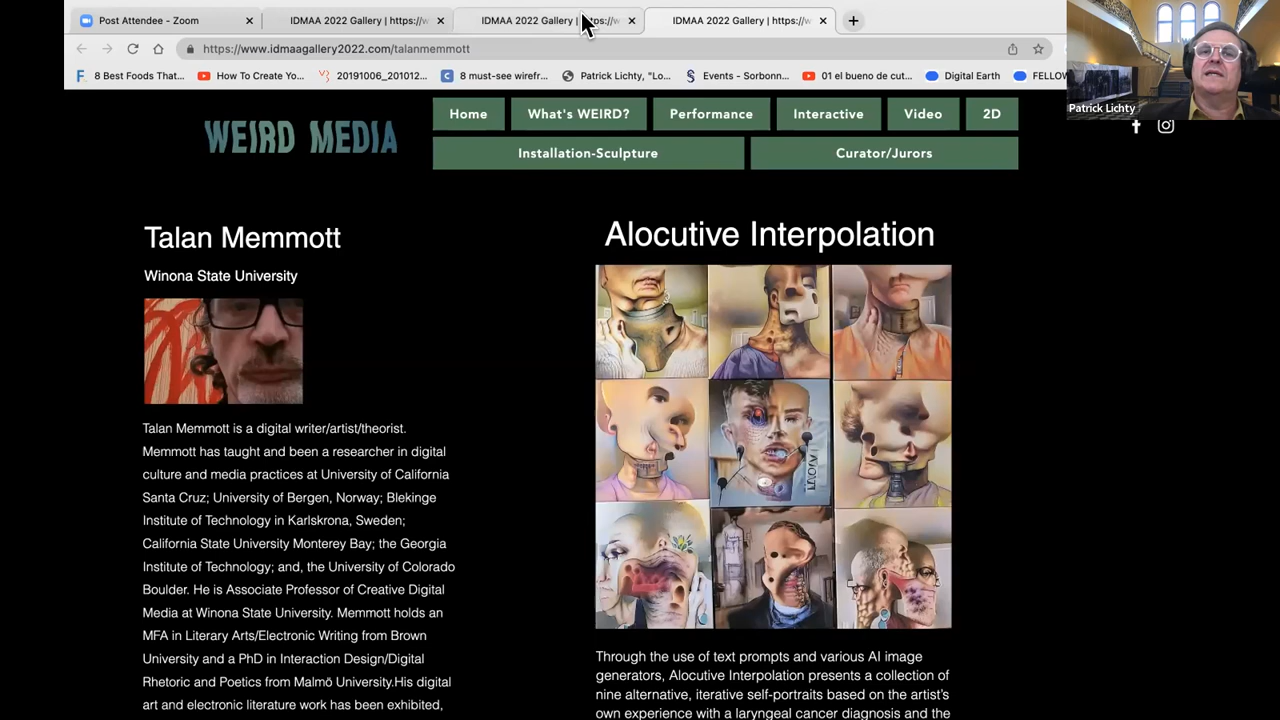 Post Attendee - Zoom
IDMAA 2022 Gallery | https://w
IDMAA 2022 Gallery | https://w
IDMAA 2022 Gallery | https://w
https://www.idmaagallery2022.com/talanmemmott
8 Best Foods That...
How To Create Yo...
20191006_201012...
8 must-see wirefr...
Patrick Lichty, "Lo...
Events - Sorbonn...
01 el bueno de cut...
Digital Earth
FELLOW
Patrick Lichty
WEIRD MEDIA
Home
What's WEIRD?
Performance
Interactive
Video
2D
Installation-Sculpture
Curator/Jurors
Talan Memmott
Winona State University
Talan Memmott is a digital writer/artist/theorist.
Memmott has taught and been a researcher in digital
culture and media practices at University of California
Santa Cruz; University of Bergen, Norway; Blekinge
Institute of Technology in Karlskrona, Sweden;
California State University Monterey Bay; the Georgia
Institute of Technology; and, the University of Colorado
Boulder. He is Associate Professor of Creative Digital
Media at Winona State University. Memmott holds an
MFA in Literary Arts/Electronic Writing from Brown
University and a PhD in Interaction Design/Digital
Rhetoric and Poetics from Malmö University.His digital
art and electronic literature work has been exhibited,
Alocutive Interpolation
Through the use of text prompts and various AI image
generators, Alocutive Interpolation presents a collection of
nine alternative, iterative self-portraits based on the artist's
own experience with a laryngeal cancer diagnosis and the